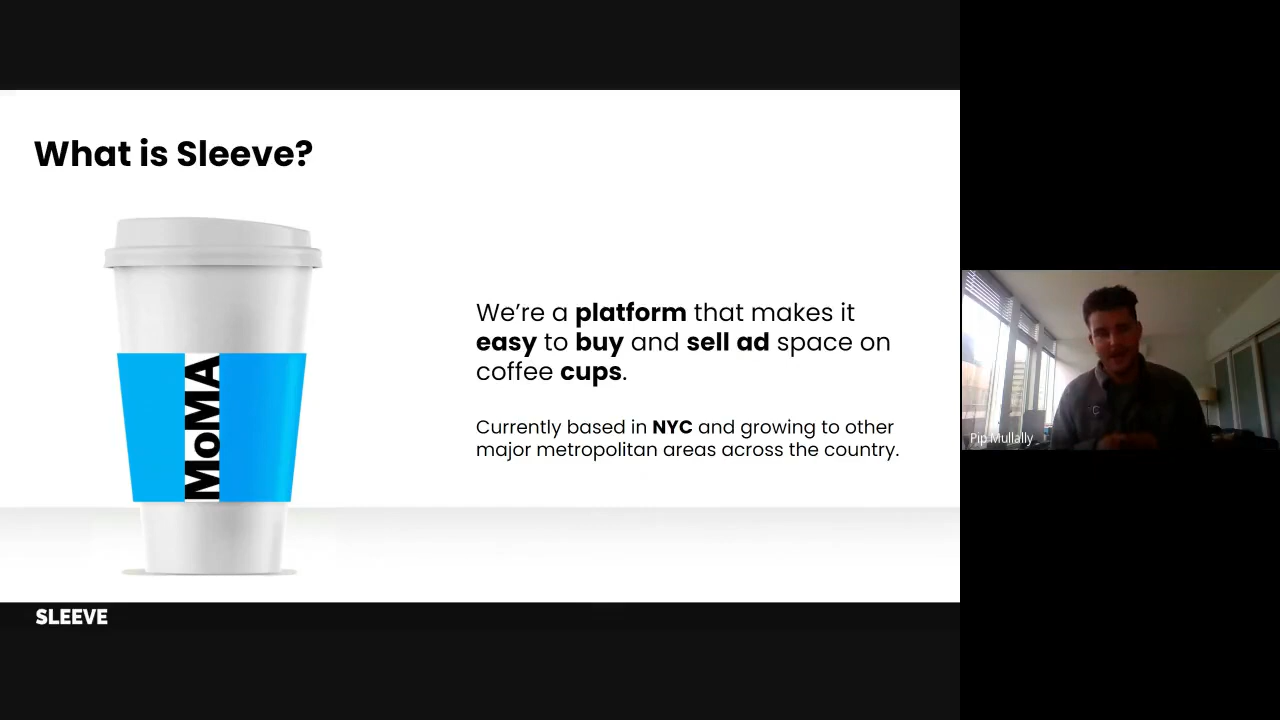 What is Sleeve?
MoMA
We’re a platform that makes it
easy to buy and sell ad space on
coffee cups.
Currently based in NYC and growing to other
major metropolitan areas across the country.
SLEEVE
Pip Mullally